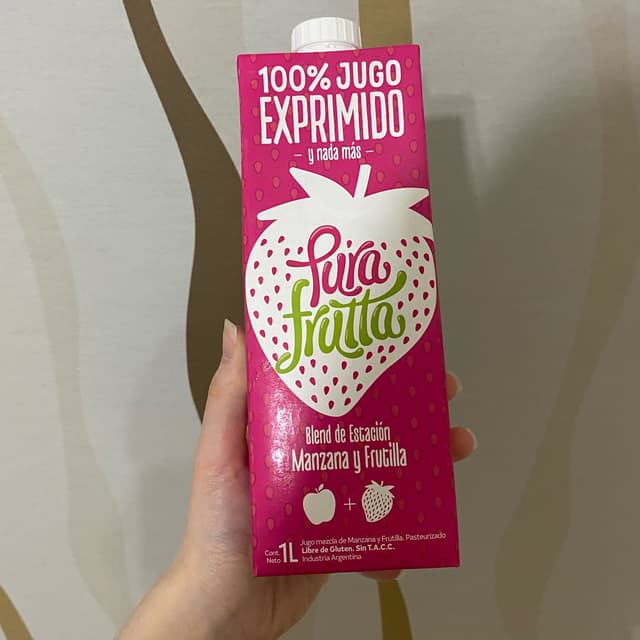 100% JUGO
EXPRIMIDO
- y nada más -
Pura
frutta
Blend de Estación
Manzana y Frutilla
+
Jugo mezcla de Manzana y Frutilla. Pasteurizado
Cont. Neto 1L Libre de Gluten. Sin T.A.C.C.
Industria Argentina